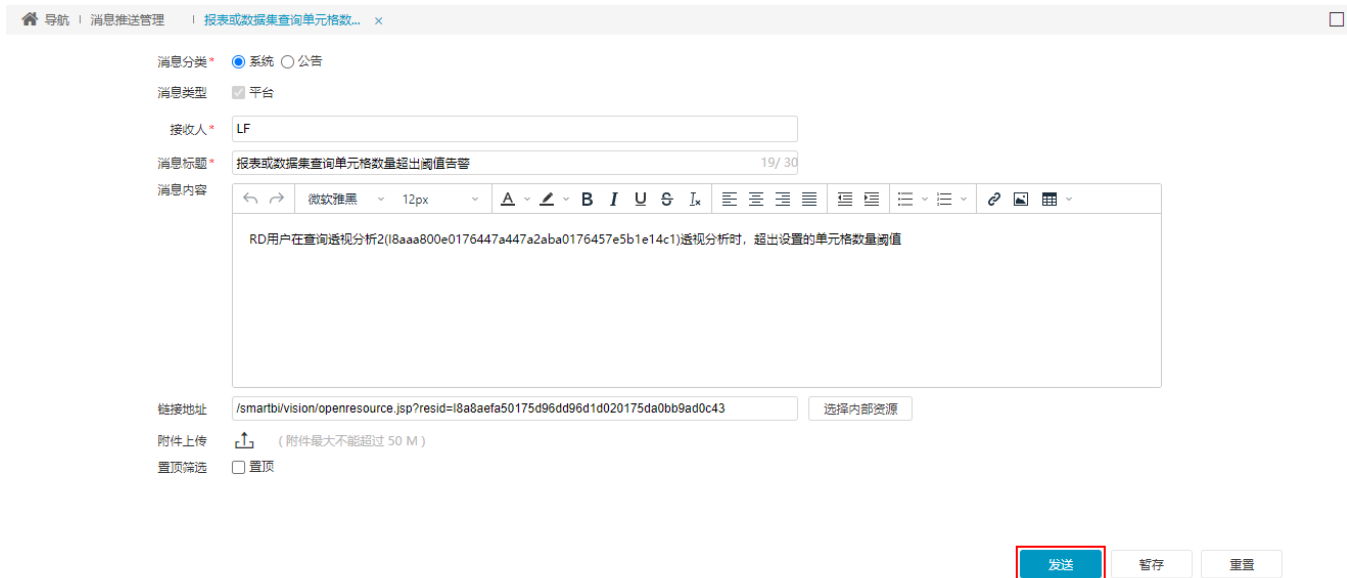 导航 消息推送管理 报表或数据集查询单元格数... ×
消息分类* 系统 公告
消息类型 平台
接收人* LF
消息标题* 报表或数据集查询单元格数量超出阈值告警 19/ 30
消息内容
微软雅黑 12px A B I U S Ix
RD用户在查询透视分析2(I8aaa800e0176447a447a2aba0176457e5b1e14c1)透视分析时，超出设置的单元格数量阈值
链接地址 /smartbi/vision/openresource.jsp?resid=I8a8aefa50175d96dd96d1d020175da0bb9ad0c43 选择内部资源
附件上传 （附件最大不能超过 50 M）
置顶筛选 置顶
发送 暂存 重置